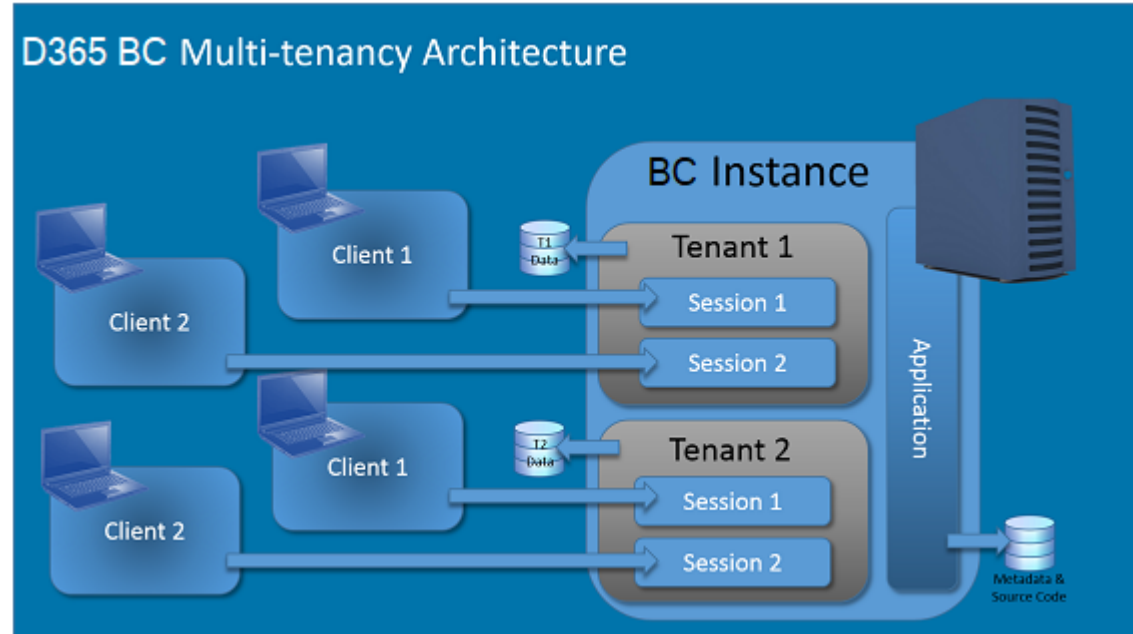 D365 BC Multi-tenancy Architecture
BC Instance
Client 1
T1
Data
Tenant 1
Client 2
Session 1
Session 2
Application
Client 1
T2
Data
Tenant 2
Client 2
Session 1
Session 2
Metadata &
Source Code